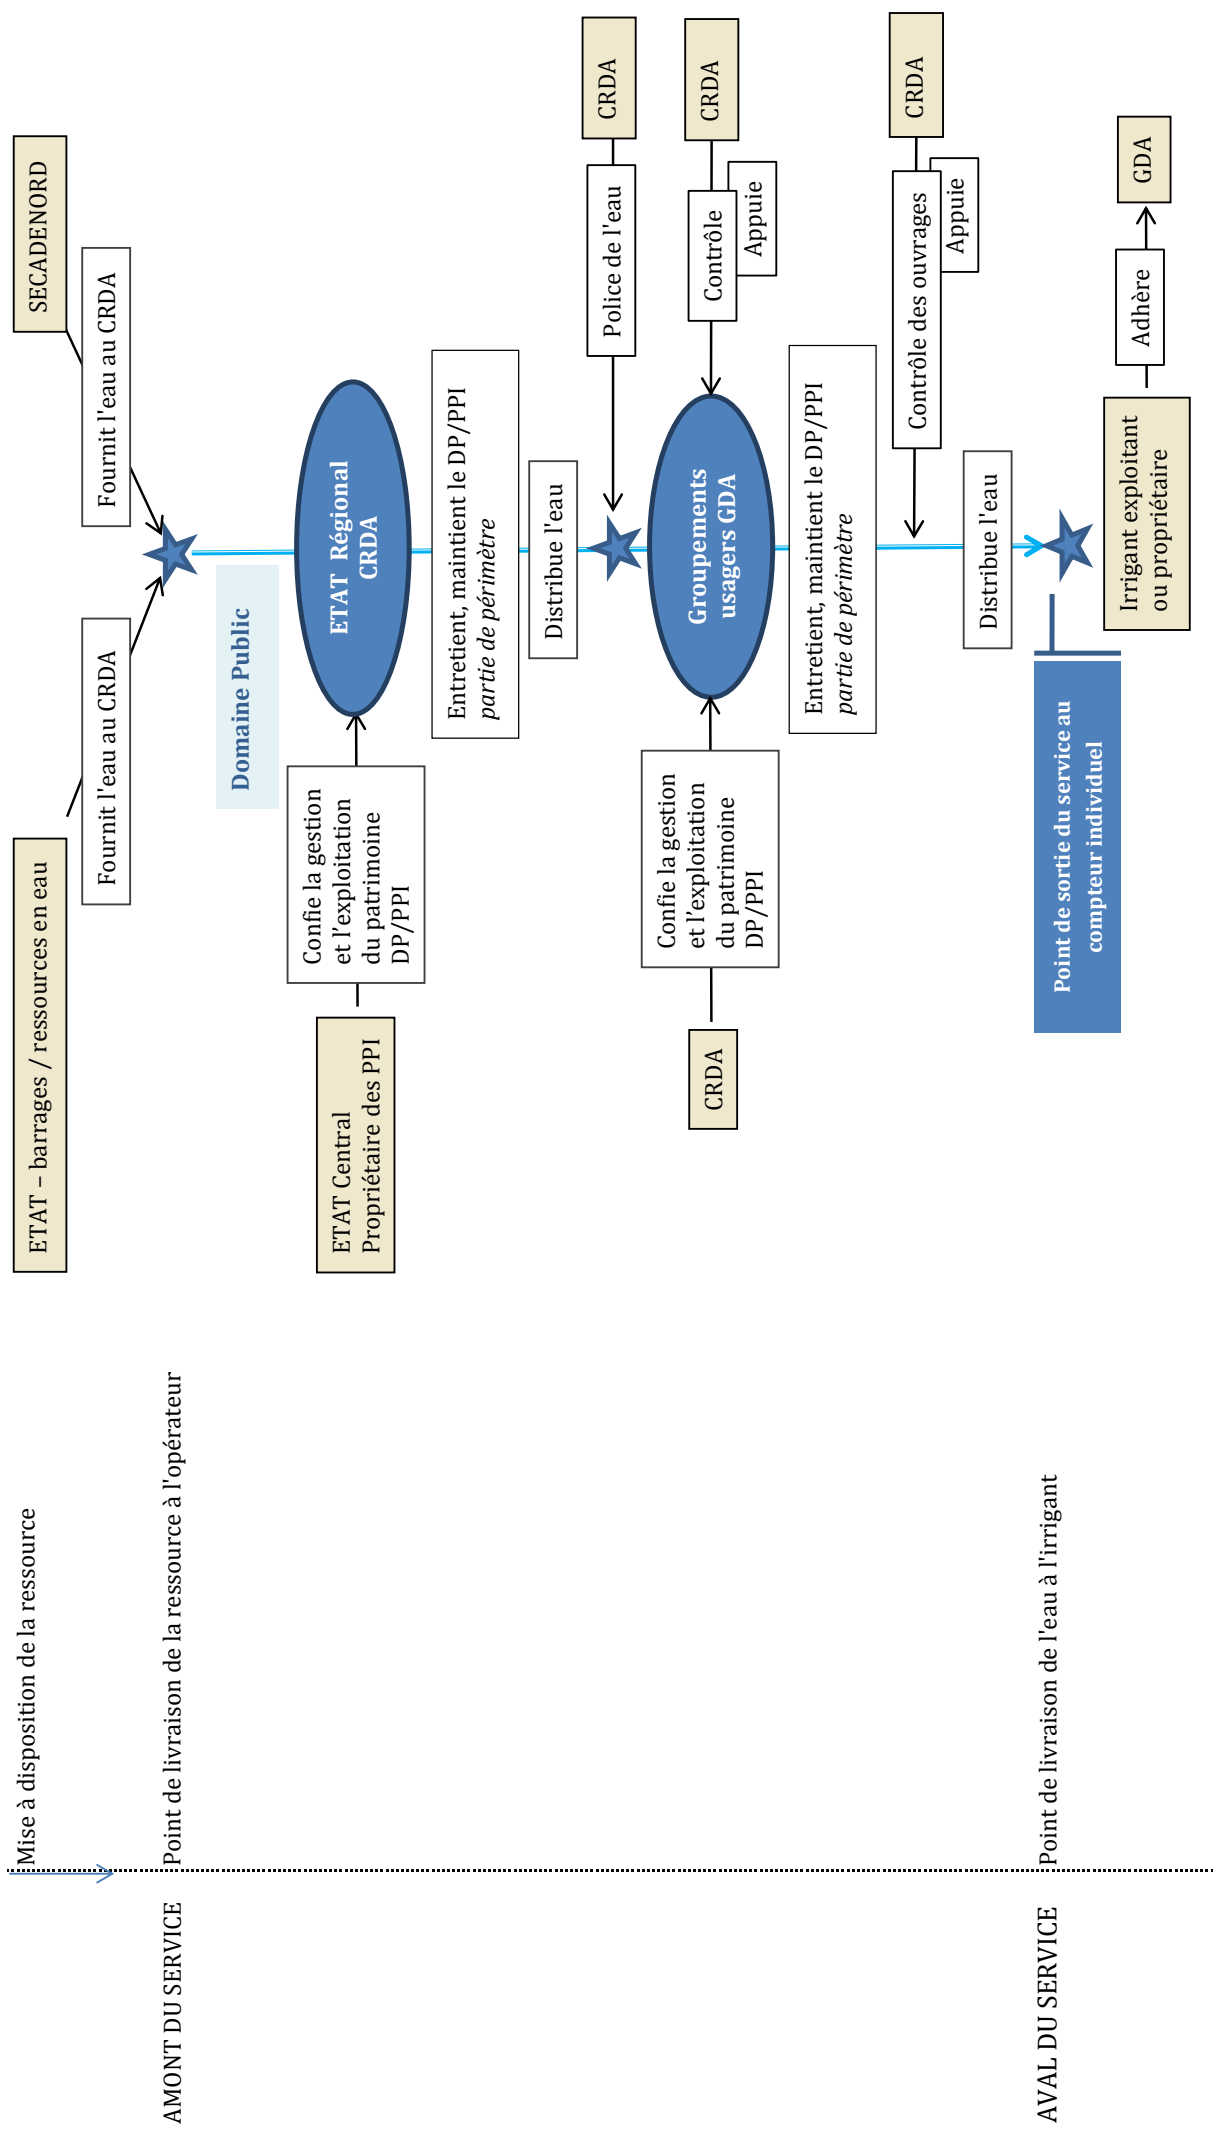 Mise à disposition de la ressource
ETAT – barrages / ressources en eau
SECADENORD
Fournit l'eau au CRDA
Fournit l'eau au CRDA
AMONT DU SERVICE
Point de livraison de la ressource à l'opérateur
Domaine Public
ETAT Central
Propriétaire des PPI
Confie la gestion
et l'exploitation
du patrimoine
DP/PPI
ETAT Régional
CRDA
Entretient, maintient le DP/PPI
partie de périmètre
Distribue l'eau
Police de l'eau
CRDA
CRDA
Confie la gestion
et l'exploitation
du patrimoine
DP/PPI
Groupements
usagers GDA
Contrôle
Appuie
CRDA
Entretient, maintient le DP/PPI
partie de périmètre
Contrôle des ouvrages
Appuie
CRDA
Distribue l'eau
AVAL DU SERVICE
Point de livraison de l'eau à l'irrigant
Point de sortie du service au
compteur individuel
Irrigant exploitant
ou propriétaire
Adhère
GDA